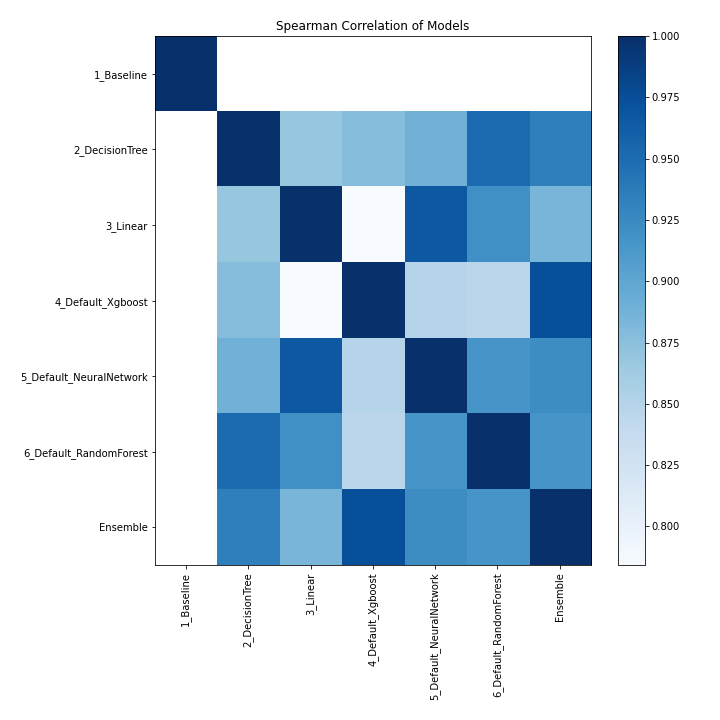 Spearman Correlation of Models
1_Baseline
2_DecisionTree
3_Linear
4_Default_Xgboost
5_Default_NeuralNetwork
6_Default_RandomForest
Ensemble
1_Baseline
2_DecisionTree
3_Linear
4_Default_Xgboost
5_Default_NeuralNetwork
6_Default_RandomForest
Ensemble
1.000
0.975
0.950
0.925
0.900
0.875
0.850
0.825
0.800